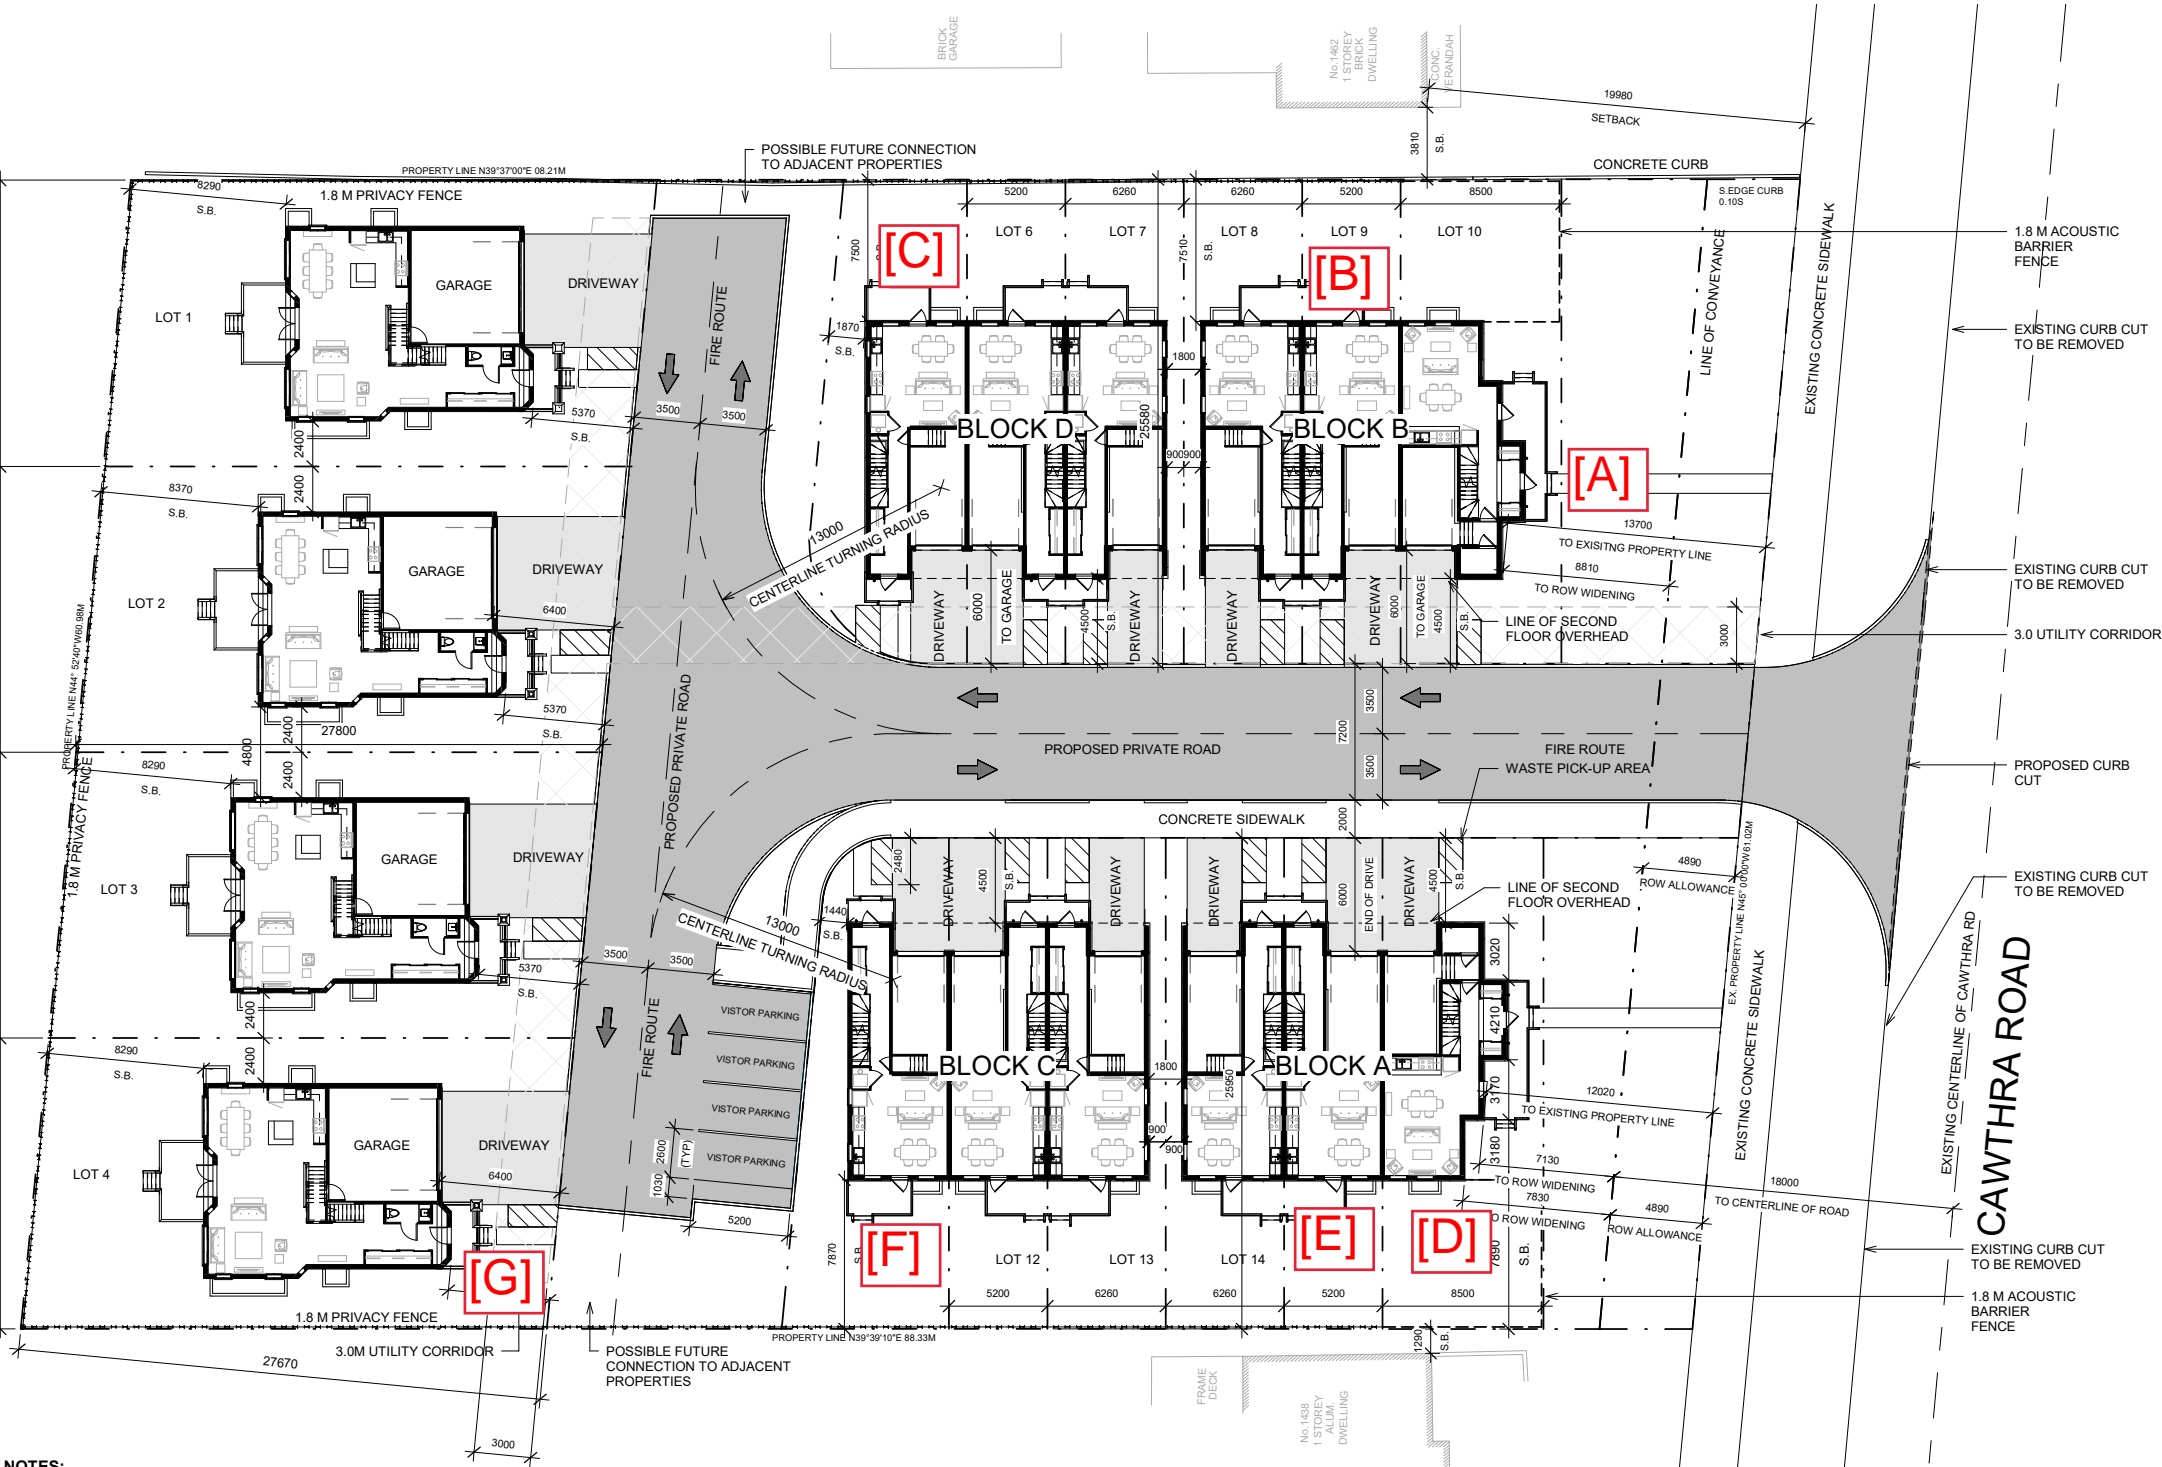 BRICK
GARAGE
No.1462
1 STOREY
BRICK
DWELLING
CONC.
VERANDAH
19980
SETBACK
3810
S.B.
CONCRETE CURB
POSSIBLE FUTURE CONNECTION
TO ADJACENT PROPERTIES
PROPERTY LINE N39°37'00"E 08.21M
8290
S.B.
1.8 M PRIVACY FENCE
5200
6260
6260
5200
8500
S.EDGE CURB
0.10S
LOT 6
LOT 7
LOT 8
LOT 9
LOT 10
7500
7510
S.B.
[C]
[B]
[A]
1.8 M ACOUSTIC
BARRIER
FENCE
LINE OF CONVEYANCE
EXISTING CONCRETE SIDEWALK
EXISTING CURB CUT
TO BE REMOVED
LOT 1
GARAGE
DRIVEWAY
FIRE ROUTE
1870
S.B.
1800
BLOCK D
25580
BLOCK B
900
900
5370
S.B.
3500
3500
2400
2400
8370
S.B.
13000
CENTERLINE TURNING RADIUS
13700
TO EXISITNG PROPERTY LINE
8810
TO ROW WIDENING
LOT 2
GARAGE
DRIVEWAY
6400
5370
S.B.
DRIVEWAY
6000
TO GARAGE
4500
S.B.
DRIVEWAY
DRIVEWAY
DRIVEWAY
6000
TO GARAGE
4500
S.B.
LINE OF SECOND
FLOOR OVERHEAD
3000
EXISTING CURB CUT
TO BE REMOVED
3.0 UTILITY CORRIDOR
PROPERTY LINE N44° 52'40"W60.98M
1.8 M PRIVACY FENCE
27800
4800
2400
2400
8290
S.B.
PROPOSED PRIVATE ROAD
PROPOSED PRIVATE ROAD
3500
7200
3500
FIRE ROUTE
WASTE PICK-UP AREA
PROPOSED CURB
CUT
CONCRETE SIDEWALK
2000
LOT 3
GARAGE
DRIVEWAY
5370
S.B.
3500
3500
2400
2400
2480
DRIVEWAY
4500
S.B.
DRIVEWAY
DRIVEWAY
6000
END OF DRIVE
DRIVEWAY
4500
S.B.
LINE OF SECOND
FLOOR OVERHEAD
4890
ROW ALLOWANCE
EX. PROPERTY LINE N45° 00'00"W61.02M
EXISTING CONCRETE SIDEWALK
EXISTING CURB CUT
TO BE REMOVED
1440
S.B.
13000
CENTERLINE TURNING RADIUS
FIRE ROUTE
VISTOR PARKING
VISTOR PARKING
VISTOR PARKING
VISTOR PARKING
2600
(TYP)
1030
5200
BLOCK C
1800
25950
BLOCK A
900
900
3020
4210
3170
3180
12020
TO EXISTING PROPERTY LINE
7130
TO ROW WIDENING
7830
O ROW WIDENING
4890
ROW ALLOWANCE
18000
TO CENTERLINE OF ROAD
EXISTING CENTERLINE OF CAWTHRA RD
CAWTHRA ROAD
8290
S.B.
LOT 4
GARAGE
DRIVEWAY
6400
[G]
[F]
[E]
[D]
7870
S.B.
LOT 12
LOT 13
LOT 14
7890
S.B.
5200
6260
6260
5200
8500
EXISTING CURB CUT
TO BE REMOVED
1.8 M ACOUSTIC
BARRIER
FENCE
1.8 M PRIVACY FENCE
PROPERTY LINE N39°39'10"E 88.33M
3.0M UTILITY CORRIDOR
27670
POSSIBLE FUTURE
CONNECTION TO ADJACENT
PROPERTIES
1290
S.B.
FRAME
DECK
No.1438
1 STOREY
ALUM.
DWELLING
3000
NOTES: